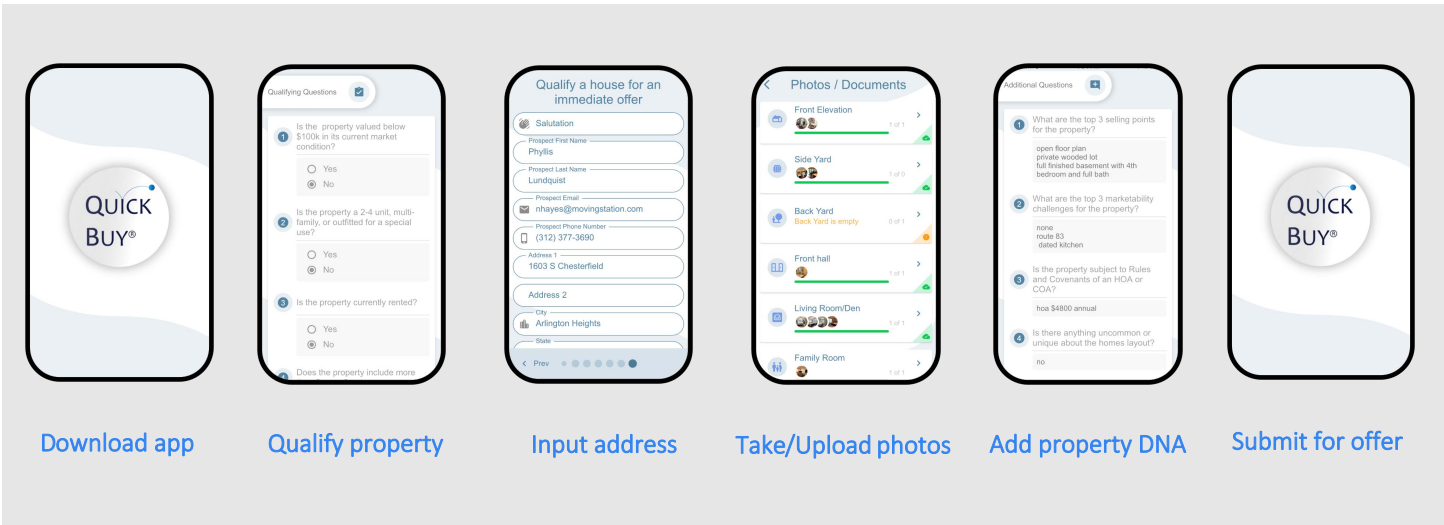 QUICK
BUY®
Download app
Qualifying Questions
1
Is the property valued below
$100k in its current market
condition?
Yes
No
2
Is the property a 2-4 unit, multi-
family, or outfitted for a special
use?
Yes
No
3
Is the property currently rented?
Yes
No
Does the property include more
Qualify property
Qualify a house for an
immediate offer
Salutation
Prospect First Name
Phyllis
Prospect Last Name
Lundquist
Prospect Email
nhayes@movingstation.com
Prospect Phone Number
(312) 377-3690
Address 1
1603 S Chesterfield
Address 2
City
Arlington Heights
State
< Prev
Input address
< Photos / Documents
Front Elevation
1 of 1
Side Yard
1 of 0
Back Yard
Back Yard is empty 0 of 1
Front hall
1 of 1
Living Room/Den
1 of 1
Family Room
1 of 1
Take/Upload photos
Additional Questions
1
What are the top 3 selling points
for the property?
open floor plan
private wooded lot
full finished basement with 4th
bedroom and full bath
2
What are the top 3 marketability
challenges for the property?
none
route 83
dated kitchen
3
Is the property subject to Rules
and Covenants of an HOA or
COA?
hoa $4800 annual
4
Is there anything uncommon or
unique about the homes layout?
no
Add property DNA
QUICK
BUY®
Submit for offer